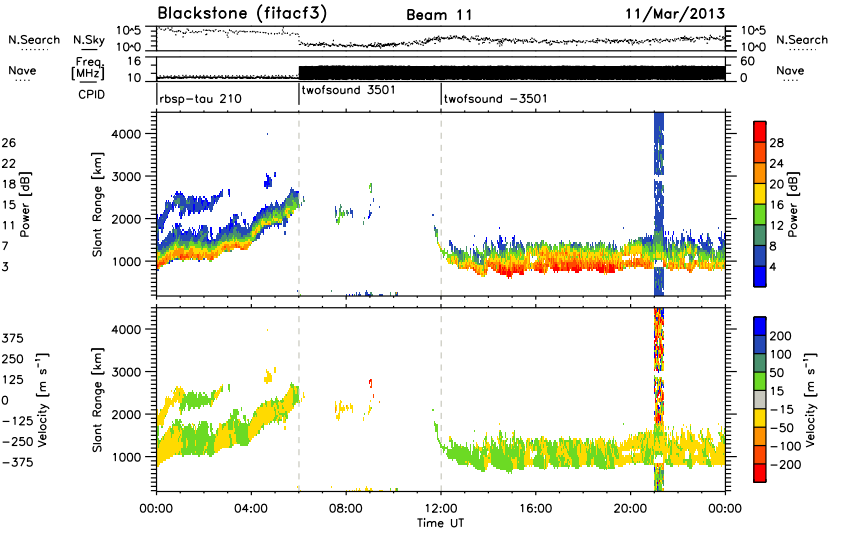 Blackstone (fitacf3) Beam 11 11/Mar/2013
N.Search N.Sky 10^5 10^0 10^5 10^0 N.Search
Nave Freq. [MHz] 16 10 60 0 Nave
CPID rbsp-tau 210 twofsound 3501 twofsound -3501
Power [dB] 26 22 18 15 11 7 3
Slant Range [km] 4000 3000 2000 1000
28 24 20 16 12 8 4 Power [dB]
Velocity [m s⁻¹] 375 250 125 0 -125 -250 -375
Slant Range [km] 4000 3000 2000 1000
200 100 50 15 -15 -50 -100 -200 Velocity [m s⁻¹]
00:00 04:00 08:00 12:00 16:00 20:00 00:00
Time UT